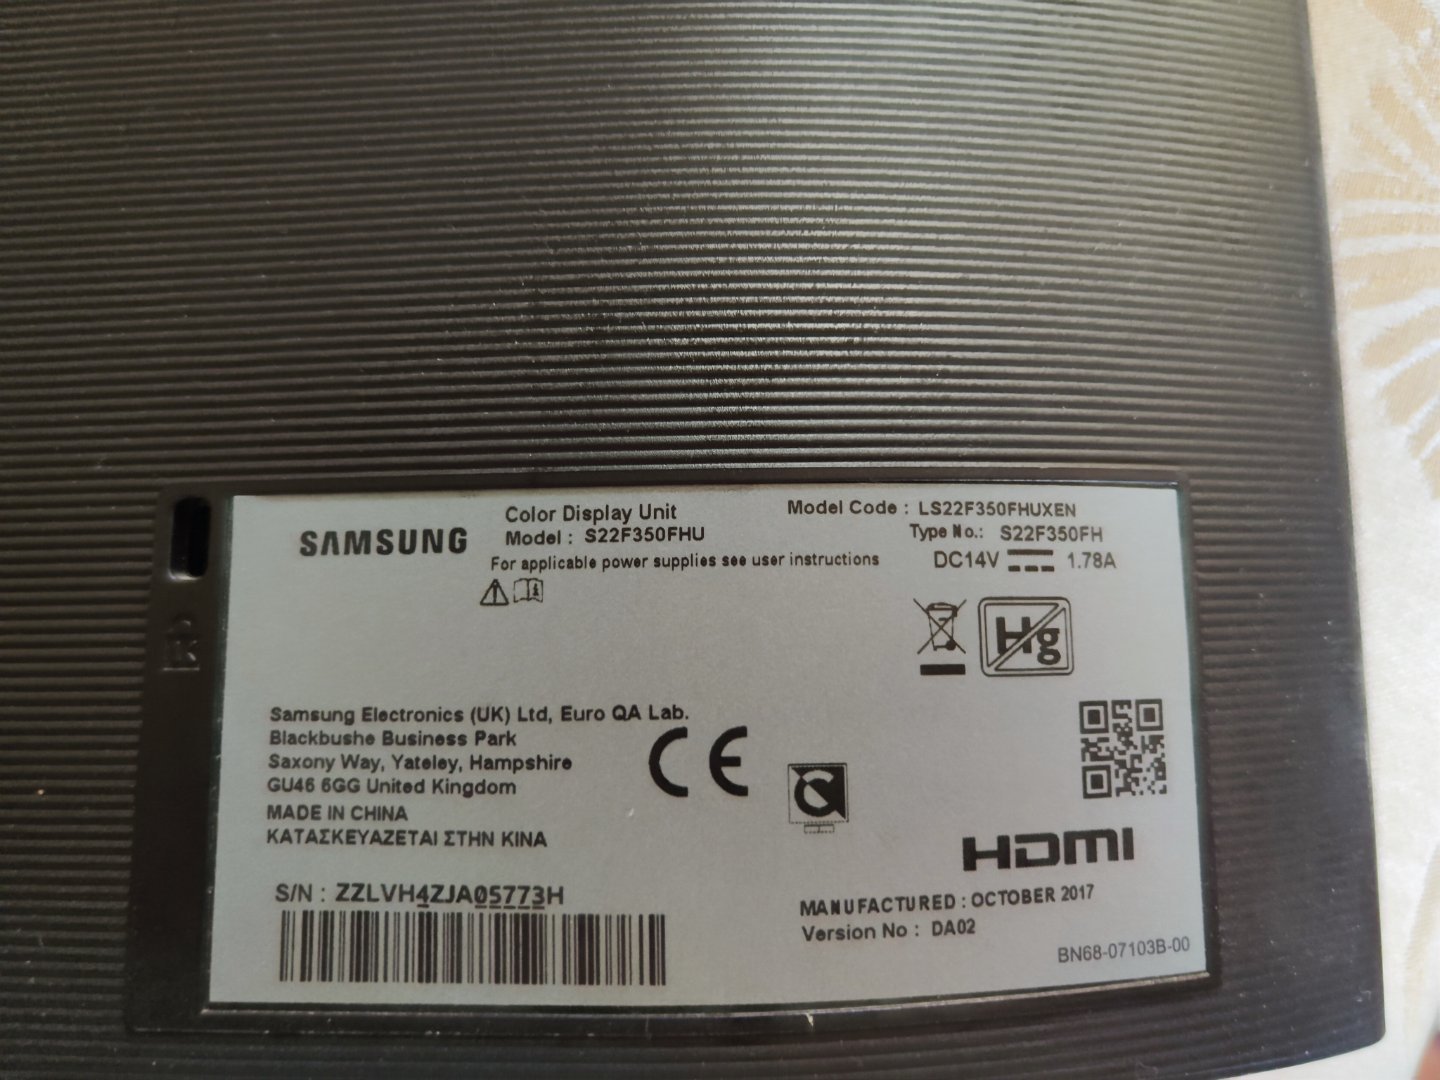 SAMSUNG
Color Display Unit
Model : S22F350FHU
For applicable power supplies see user instructions
Model Code : LS22F350FHUXEN
Type No.: S22F350FH
DC14V 1.78A
Hg
Samsung Electronics (UK) Ltd, Euro QA Lab.
Blackbushe Business Park
Saxony Way, Yateley, Hampshire
GU46 6GG United Kingdom
MADE IN CHINA
ΚΑΤΑΣΚΕΥΑΖΕΤΑΙ ΣΤΗΝ ΚΙΝΑ
CE
HDMI
S/N : ZZLVH4ZJA05773H
MANUFACTURED : OCTOBER 2017
Version No : DA02
BN68-07103B-00